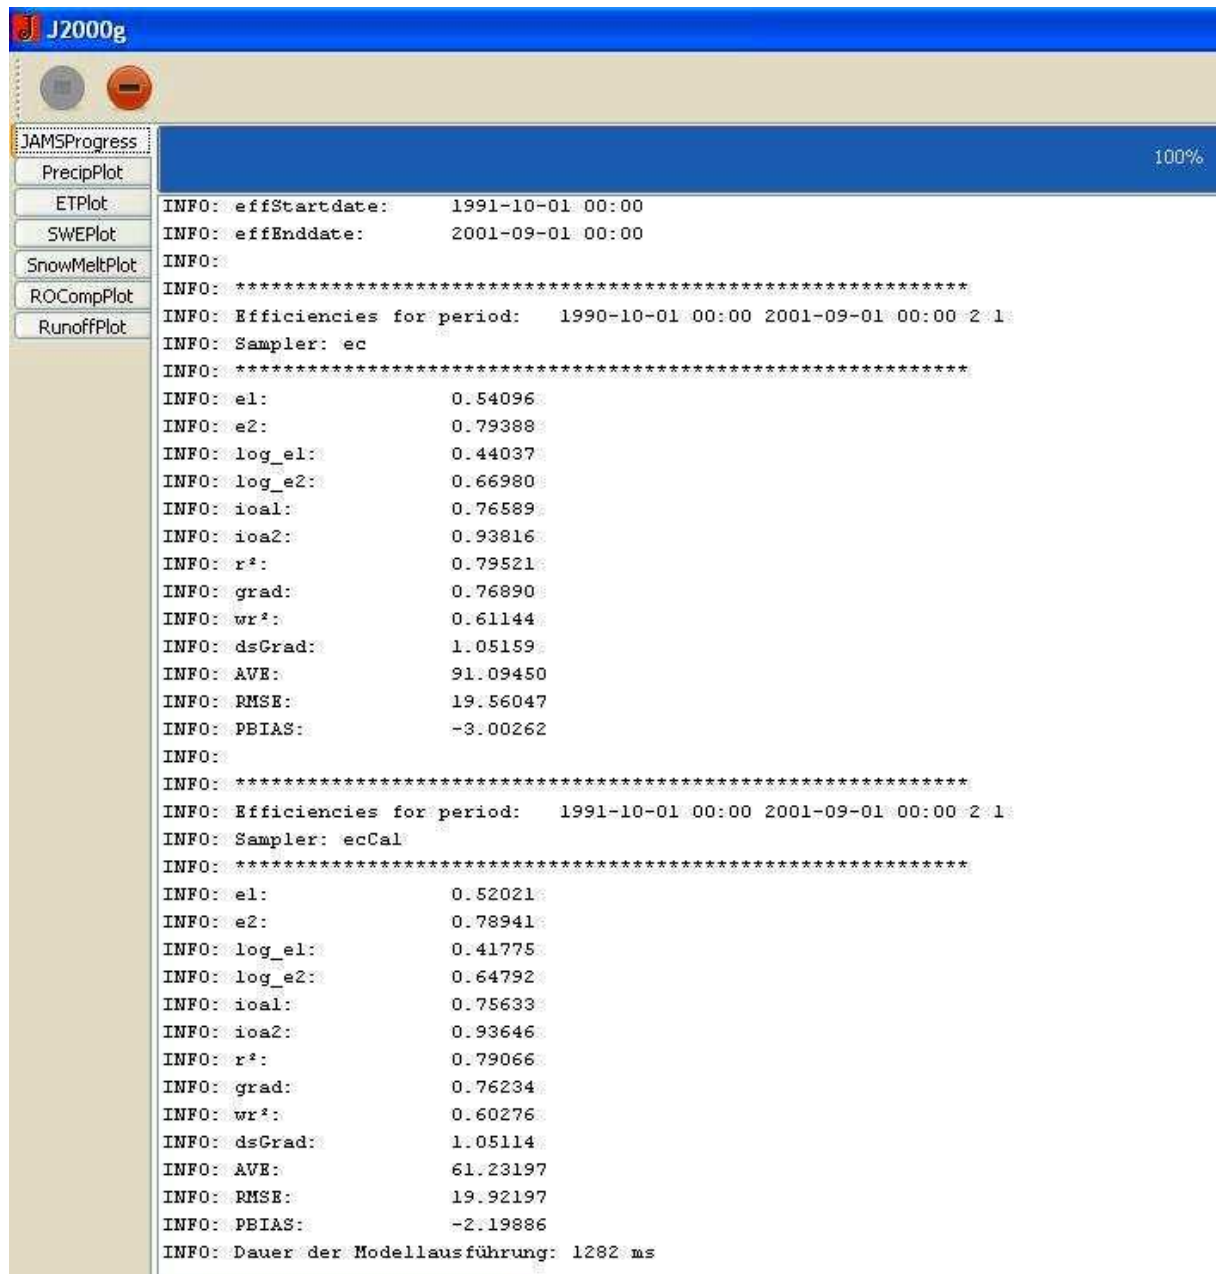 J2000g
JAMSProgress
PrecipPlot
ETPlot
SWEPlot
SnowMeltPlot
ROCompPlot
RunoffPlot
100%
INFO: effStartdate: 1991-10-01 00:00
INFO: effEnddate: 2001-09-01 00:00
INFO:
INFO: *************************************************************
INFO: Efficiencies for period: 1990-10-01 00:00 2001-09-01 00:00 2 1
INFO: Sampler: ec
INFO: *************************************************************
INFO: e1: 0.54096
INFO: e2: 0.79388
INFO: log_e1: 0.44037
INFO: log_e2: 0.66980
INFO: ioa1: 0.76589
INFO: ioa2: 0.93816
INFO: r²: 0.79521
INFO: grad: 0.76890
INFO: wr²: 0.61144
INFO: dsGrad: 1.05159
INFO: AVE: 91.09450
INFO: RMSE: 19.56047
INFO: PBIAS: -3.00262
INFO:
INFO: *************************************************************
INFO: Efficiencies for period: 1991-10-01 00:00 2001-09-01 00:00 2 1
INFO: Sampler: ecCal
INFO: *************************************************************
INFO: e1: 0.52021
INFO: e2: 0.78941
INFO: log_e1: 0.41775
INFO: log_e2: 0.64792
INFO: ioa1: 0.75633
INFO: ioa2: 0.93646
INFO: r²: 0.79066
INFO: grad: 0.76234
INFO: wr²: 0.60276
INFO: dsGrad: 1.05114
INFO: AVE: 61.23197
INFO: RMSE: 19.92197
INFO: PBIAS: -2.19886
INFO: Dauer der Modellausführung: 1282 ms